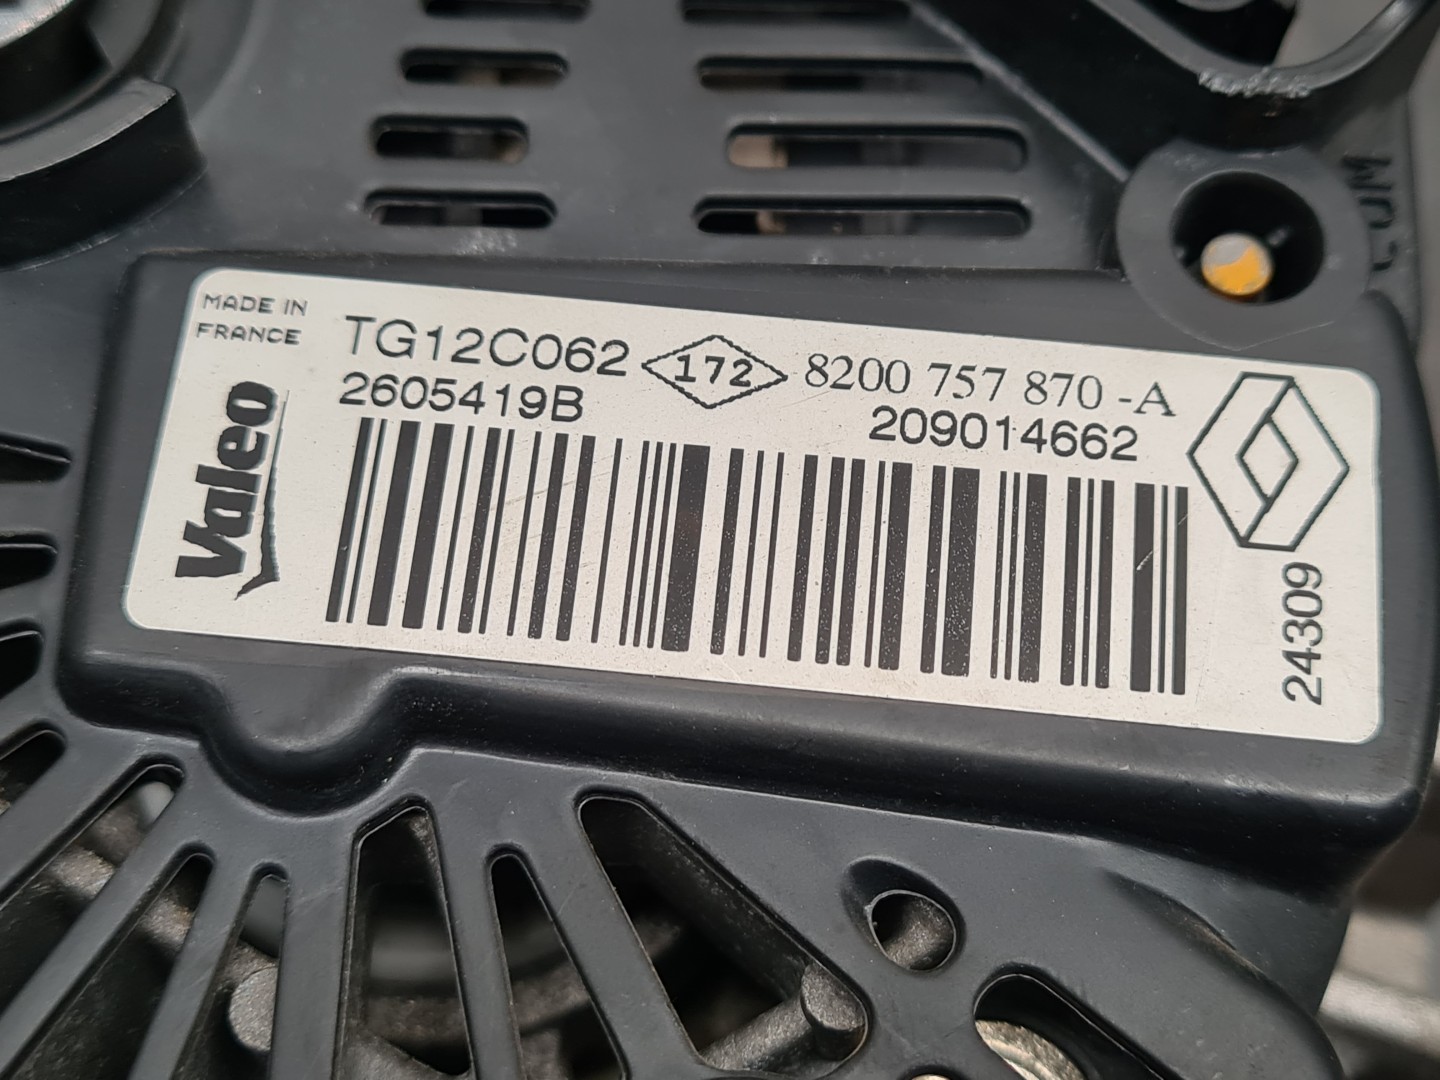 MADE IN
FRANCE
Valeo
TG12C062 172 8200 757 870 -A
2605419B 209014662
24309